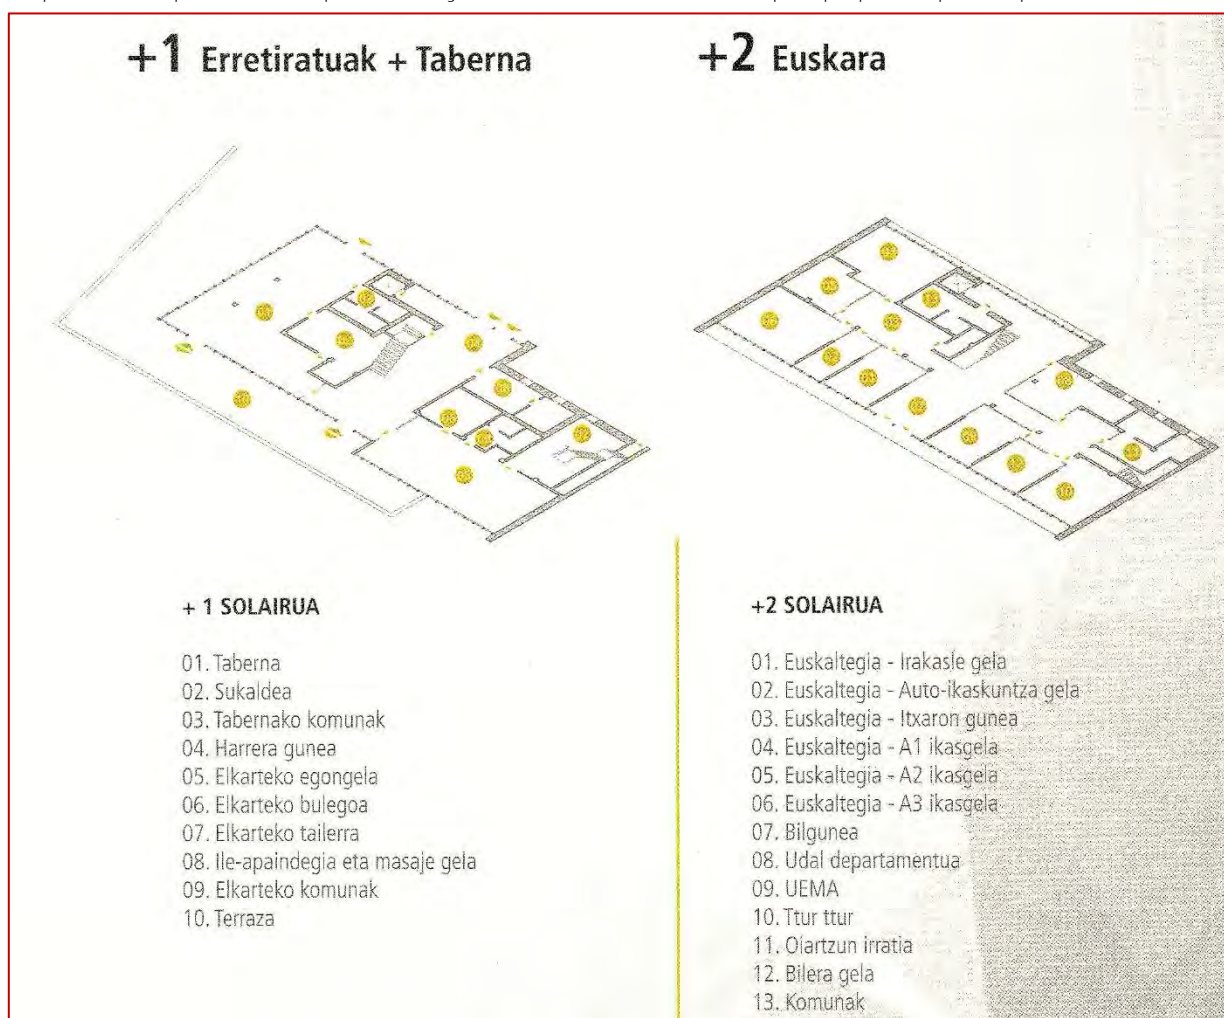 +1 Erretiratuak + Taberna
+ 1 SOLAIRUA
01. Taberna
02. Sukaldea
03. Tabernako komunak
04. Harrera gunea
05. Elkarteko egongela
06. Elkarteko bulegoa
07. Elkarteko tailerra
08. Ile-apaindegia eta masaje gela
09. Elkarteko komunak
10. Terraza
+2 Euskara
+2 SOLAIRUA
01. Euskaltegia - Irakasle gela
02. Euskaltegia - Auto-ikaskuntza gela
03. Euskaltegia - Itxaron gunea
04. Euskaltegia - A1 ikasgela
05. Euskaltegia - A2 ikasgela
06. Euskaltegia - A3 ikasgela
07. Bilgunea
08. Udal departamentua
09. UEMA
10. Ttur ttur
11. Oiartzun irratia
12. Bilera gela
13. Komunak